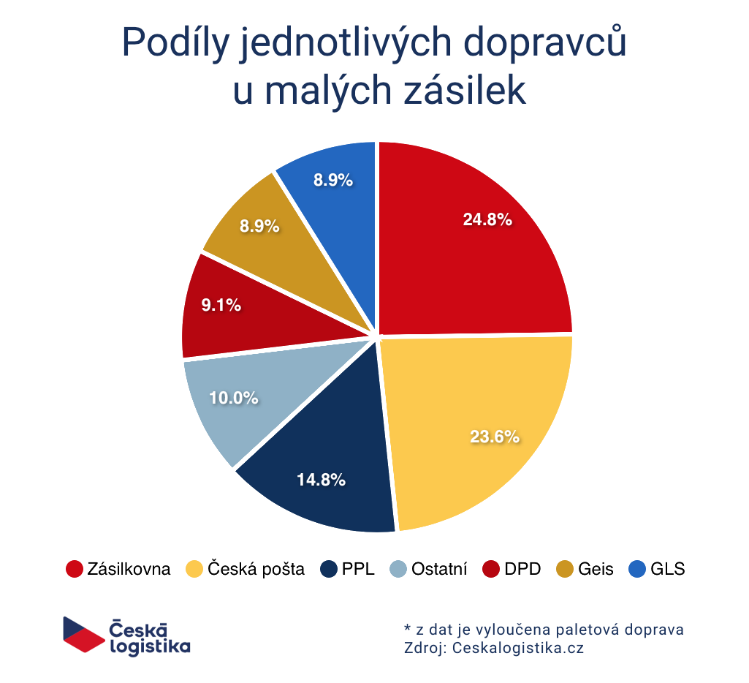 Podíly jednotlivých dopravců
u malých zásilek
8.9%
24.8%
8.9%
9.1%
10.0%
23.6%
14.8%
Zásilkovna Česká pošta PPL Ostatní DPD Geis GLS
Česká
logistika
* z dat je vyloučena paletová doprava
Zdroj: Ceskalogistika.cz